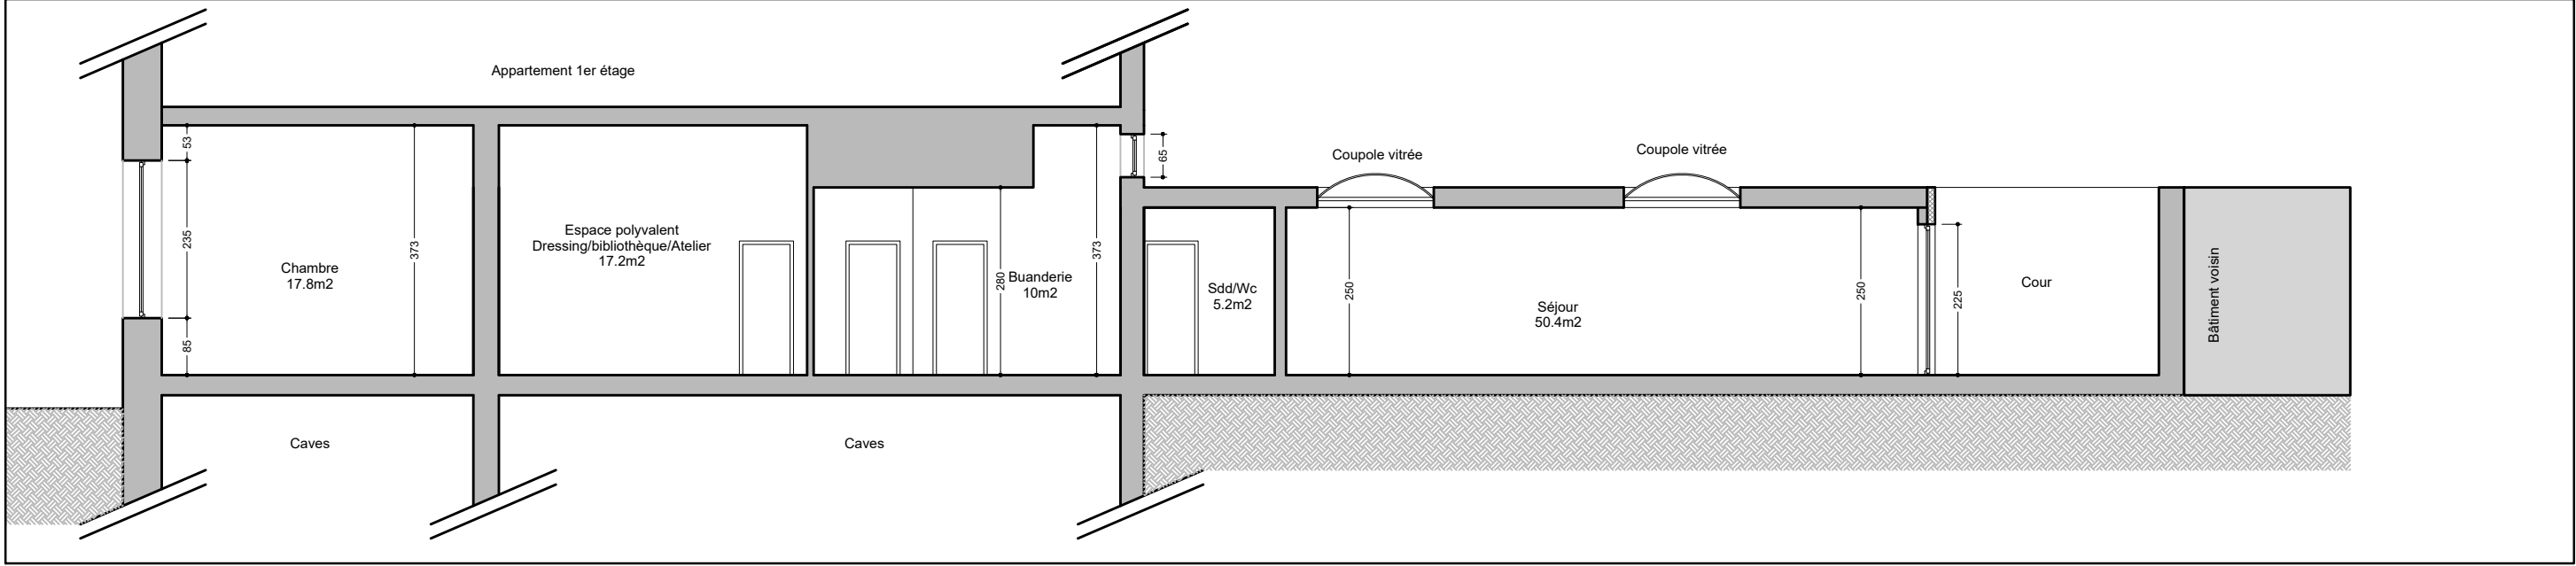 Appartement 1er étage
53
235
85
373
Chambre
17.8m2
Espace polyvalent
Dressing/bibliothèque/Atelier
17.2m2
280
Buanderie
10m2
373
65
Sdd/Wc
5.2m2
Coupole vitrée
Coupole vitrée
250
Séjour
50.4m2
250
225
Cour
Bâtiment voisin
Caves
Caves